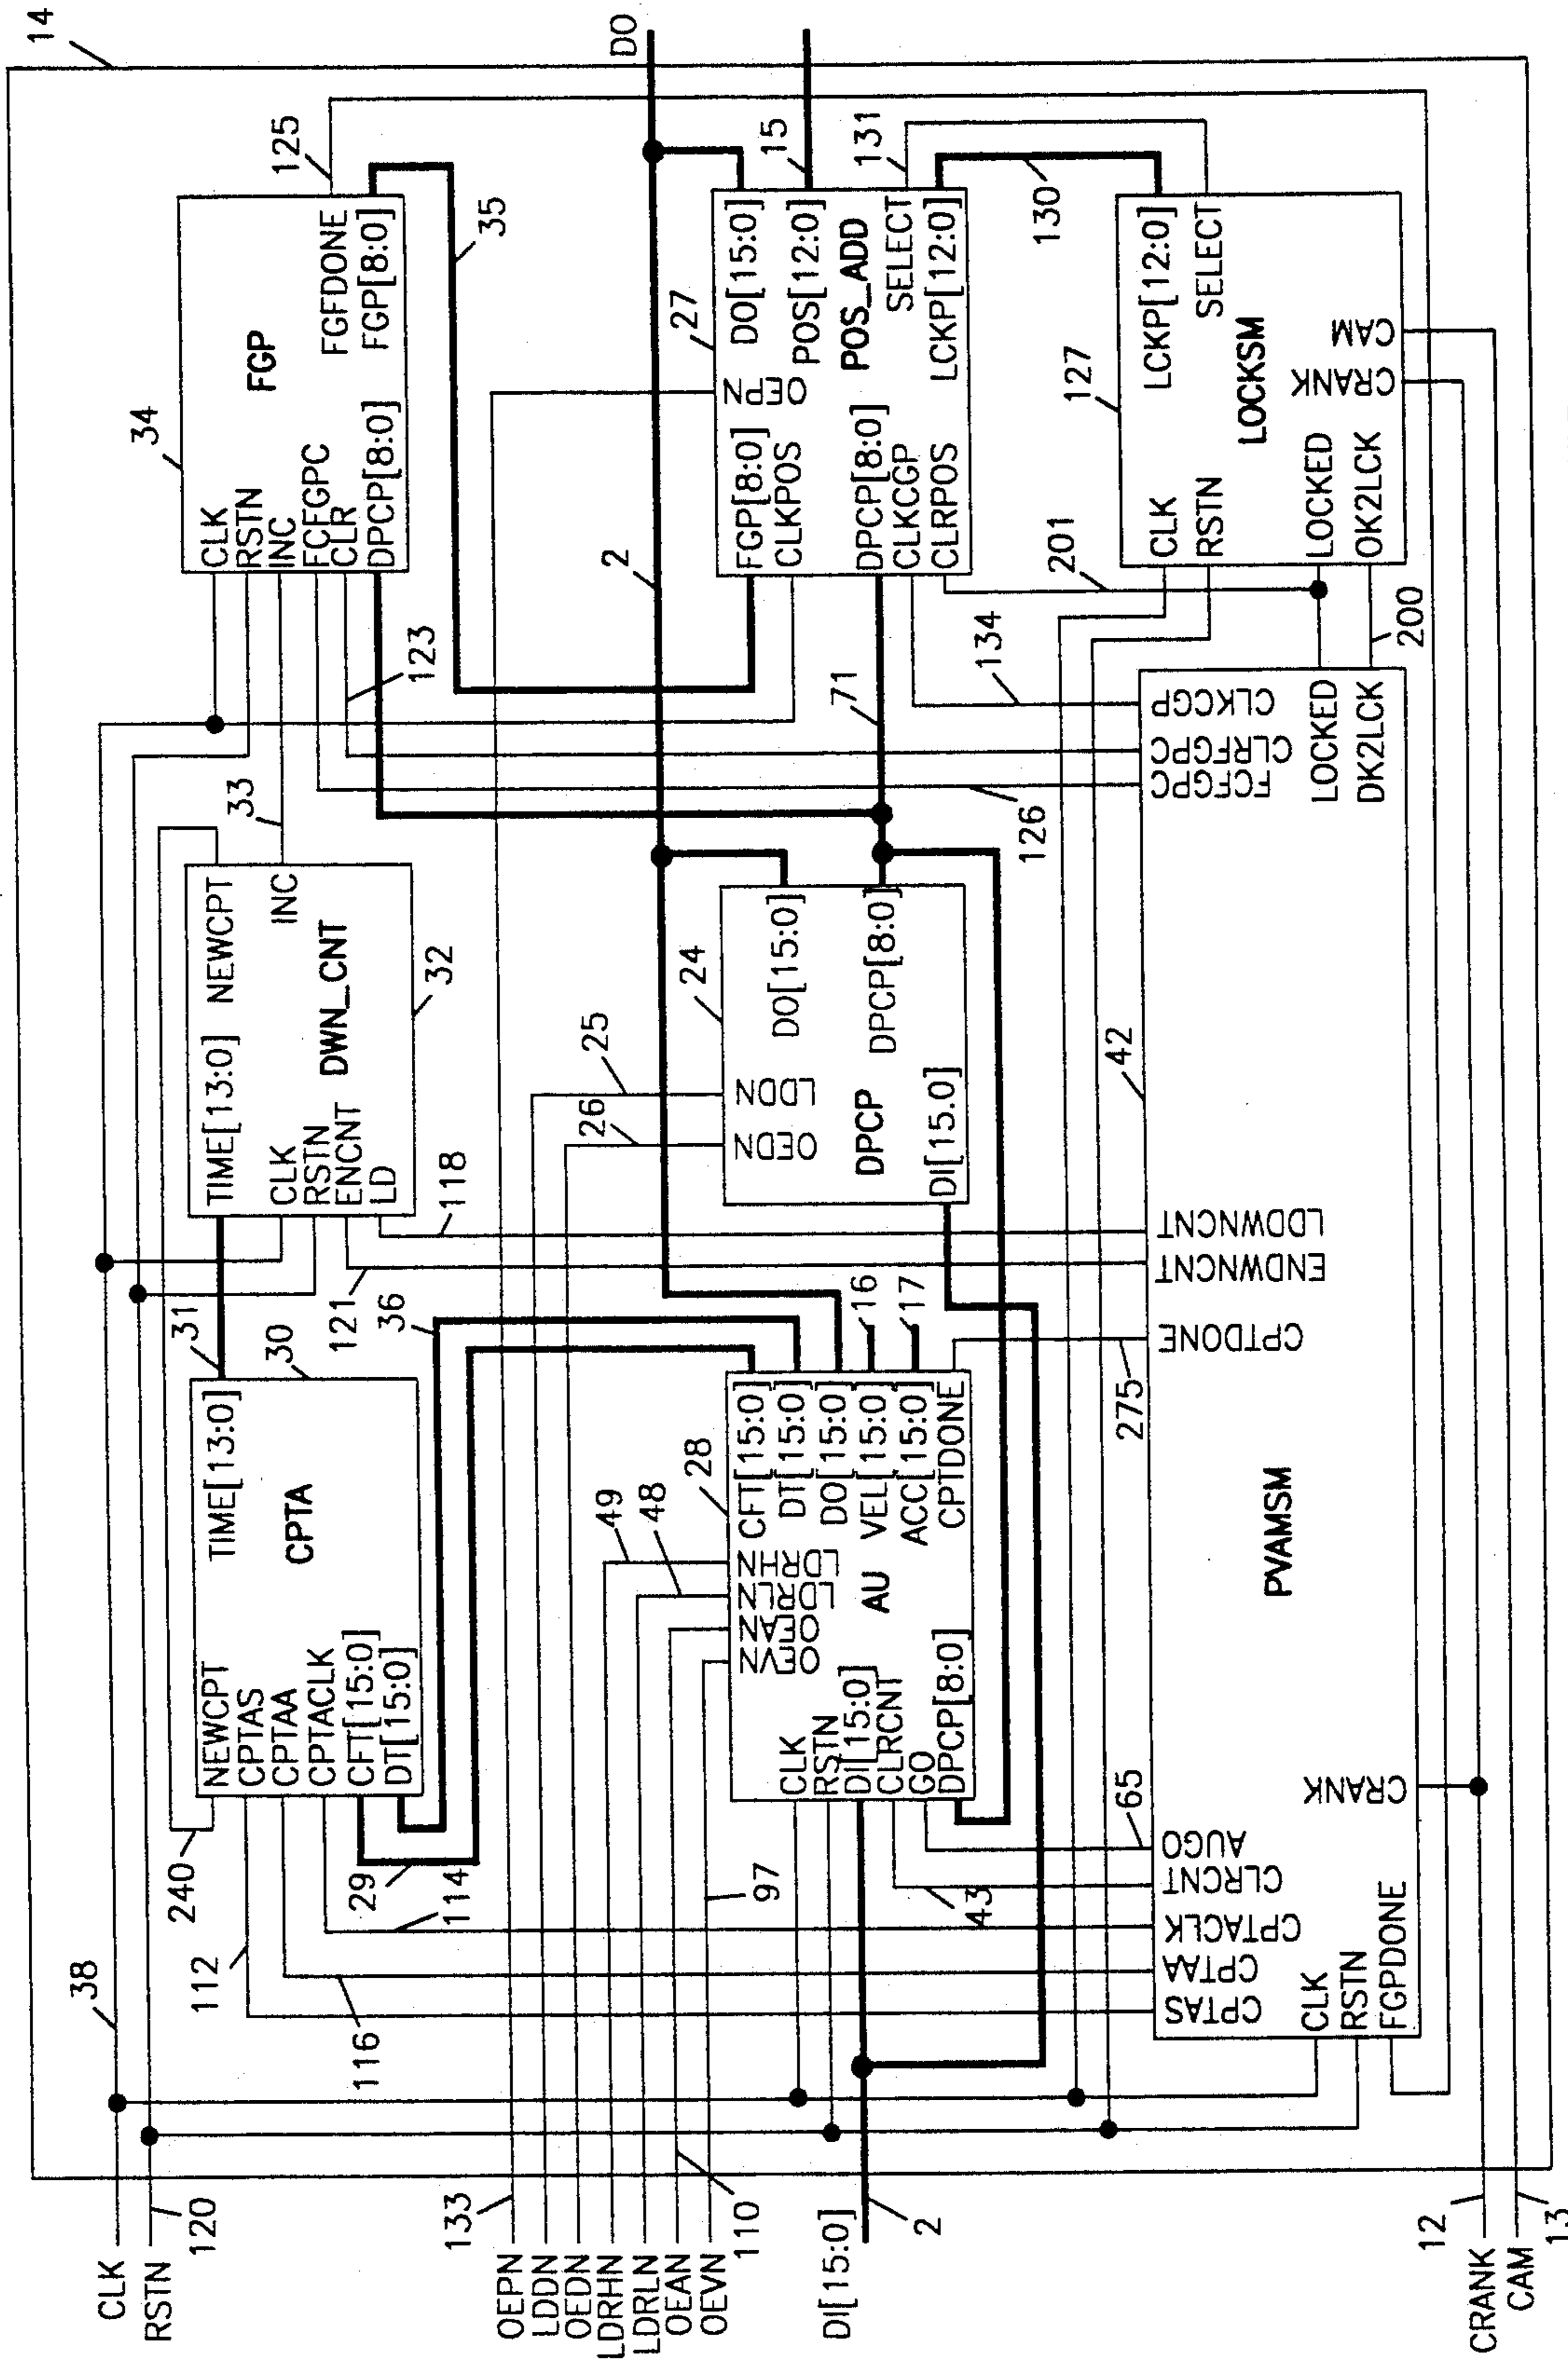 14
CLK
RSTN
120
38
OEPN
LDDN
OEDN
LDRHN
LDRLN
OEAN
OEVN
133
110
DI[15:0]
2
CRANK
CAM
12
13
240
112
116
29
114
NEWCPT
CPTAS
CPTAA
CPTACLK
CFT[15:0]
DT[15:0]
TIME[13:0]
CPTA
30
31
36
121
118
TIME[13:0]
NEWCPT
CLK
RSTN
ENCNT
LD
INC
DWN_CNT
32
33
34
CLK
RSTN
INC
FCFGPC
CLR
DPCP[8:0]
FGP
FGFDONE
FGP[8:0]
125
35
123
49
48
28
97
43
65
OEVN
OEAN
LDRLN
LDRHN
AU
CLK
RSTN
DI[15:0]
CLRCNT
GO
DPCP[8:0]
CFT[15:0]
DT[15:0]
DO[15:0]
VEL[15:0]
ACC[15:0]
CPTDONE
16
17
275
25
26
24
OEDN
LDDN
DPCP
DI[15.0]
DO[15:0]
DPCP[8:0]
2
71
27
OEPN
FGP[8:0]
CLKPOS
DPCP[8:0]
CLKCGP
CLRPOS
DO[15:0]
POS[12:0]
POS_ADD
SELECT
LCKP[12:0]
DO
15
131
130
134
201
126
127
CLK
RSTN
LOCKED
OK2LCK
LOCKSM
LCKP[12:0]
SELECT
CRANK
CAM
200
42
CPTAS
CPTAA
CPTACLK
CLRCNT
AUGO
CPTDONE
ENDWNCNT
LDDWNCNT
FCFGPC
CLRFGPC
CLKCGP
CLK
RSTN
FGPDONE
CRANK
PVAMSM
LOCKED
DK2LCK